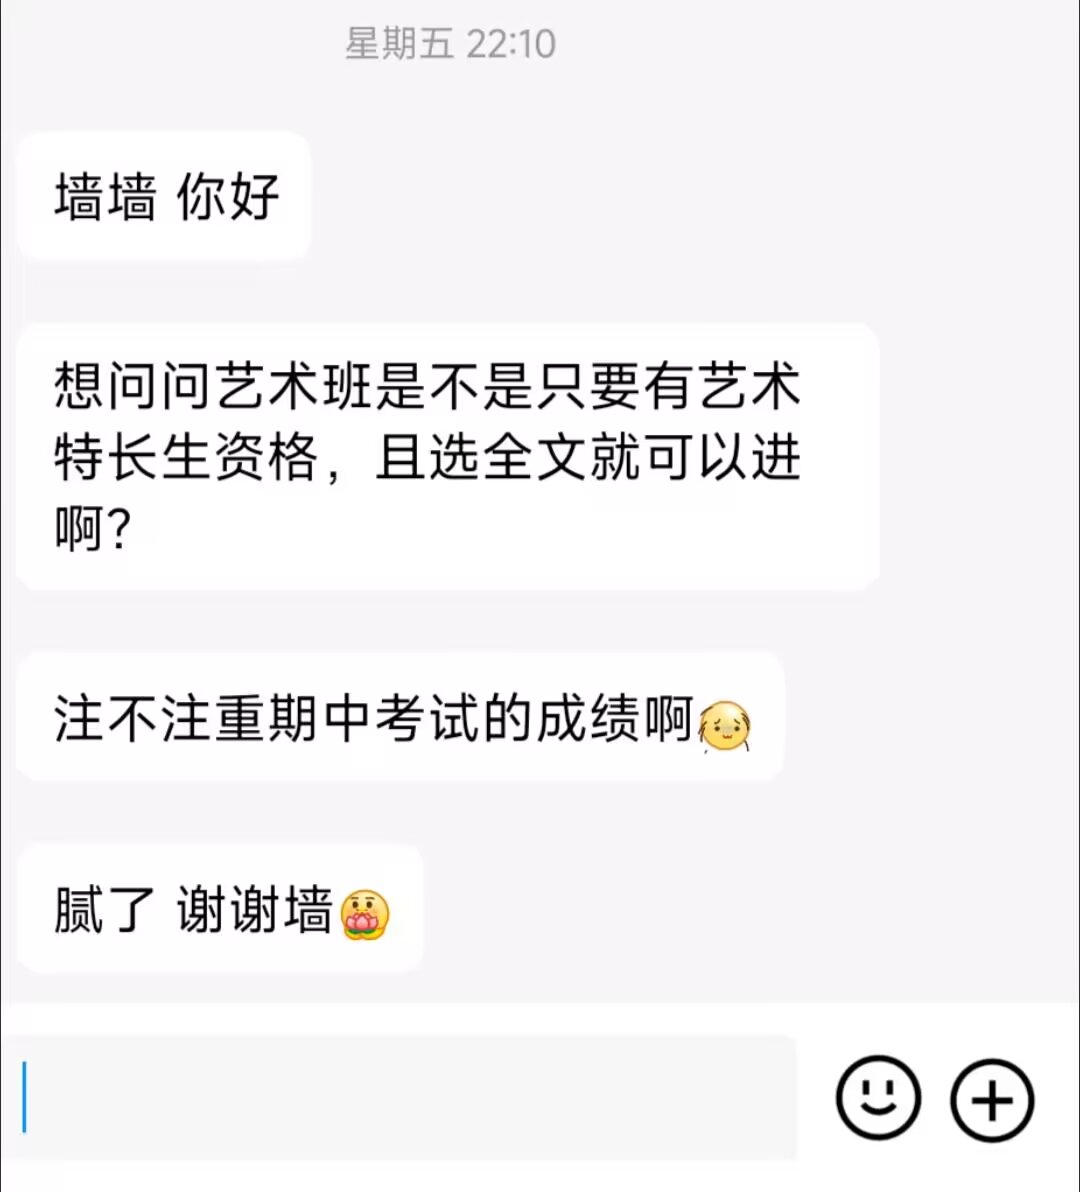 星期五 22:10
墙墙 你好
想问问艺术班是不是只要有艺术
特长生资格，且选全文就可以进
啊？
注不注重期中考试的成绩啊
腻了 谢谢墙